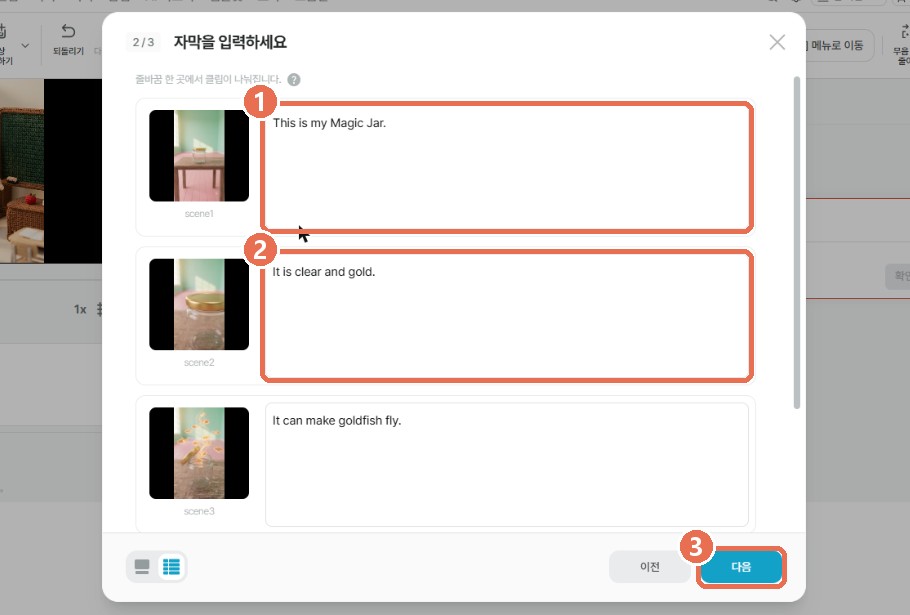 되돌리기
메뉴로 이동
2 / 3
자막을 입력하세요
줄바꿈 한 곳에서 클립이 나눠집니다. ?
1
This is my Magic Jar.
scene1
2
It is clear and gold.
scene2
1x
It can make goldfish fly.
scene3
3
이전
다음